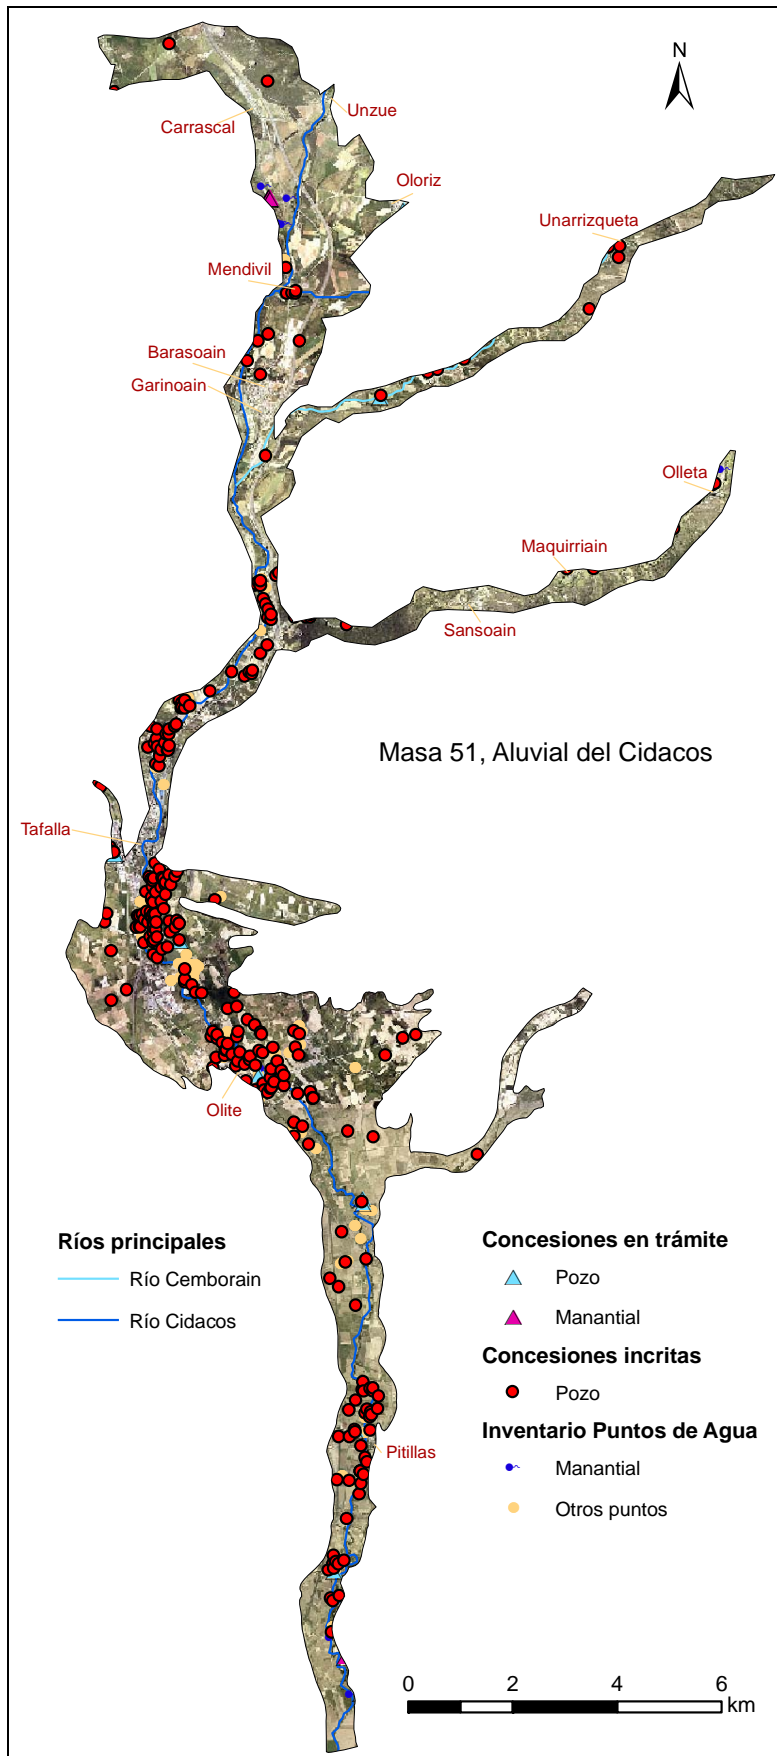 N
Unzue
Carrascal
Oloriz
Unarrizqueta
Mendivil
Barasoain
Garinoain
Olleta
Maquirriain
Sansoain
Masa 51, Aluvial del Cidacos
Tafalla
Olite
Ríos principales
Río Cemborain
Río Cidacos
Concesiones en trámite
Pozo
Manantial
Concesiones incritas
Pozo
Inventario Puntos de Agua
Manantial
Otros puntos
Pitillas
0 2 4 6
km